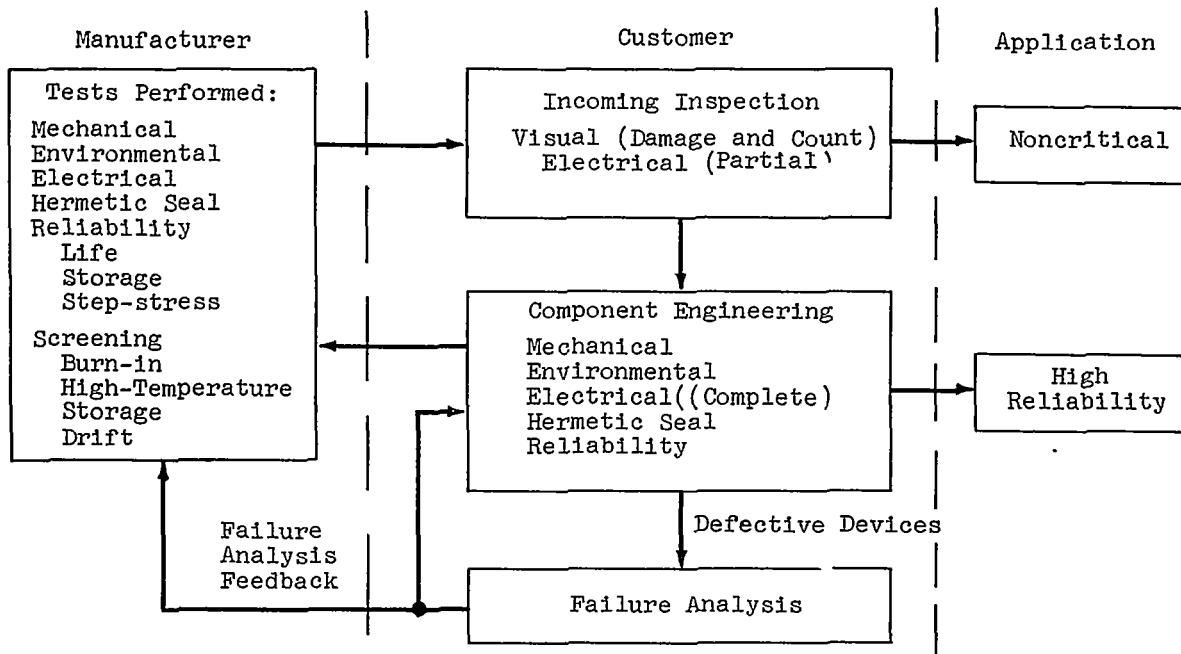 Manufacturer
Customer
Application
Tests Performed:
Mechanical
Environmental
Electrical
Hermetic Seal
Reliability
Life
Storage
Step-stress
Screening
Burn-in
High-Temperature
Storage
Drift
Incoming Inspection
Visual (Damage and Count)
Electrical (Partial)
Noncritical
Component Engineering
Mechanical
Environmental
Electrical((Complete)
Hermetic Seal
Reliability
High
Reliability
Defective Devices
Failure
Analysis
Feedback
Failure Analysis